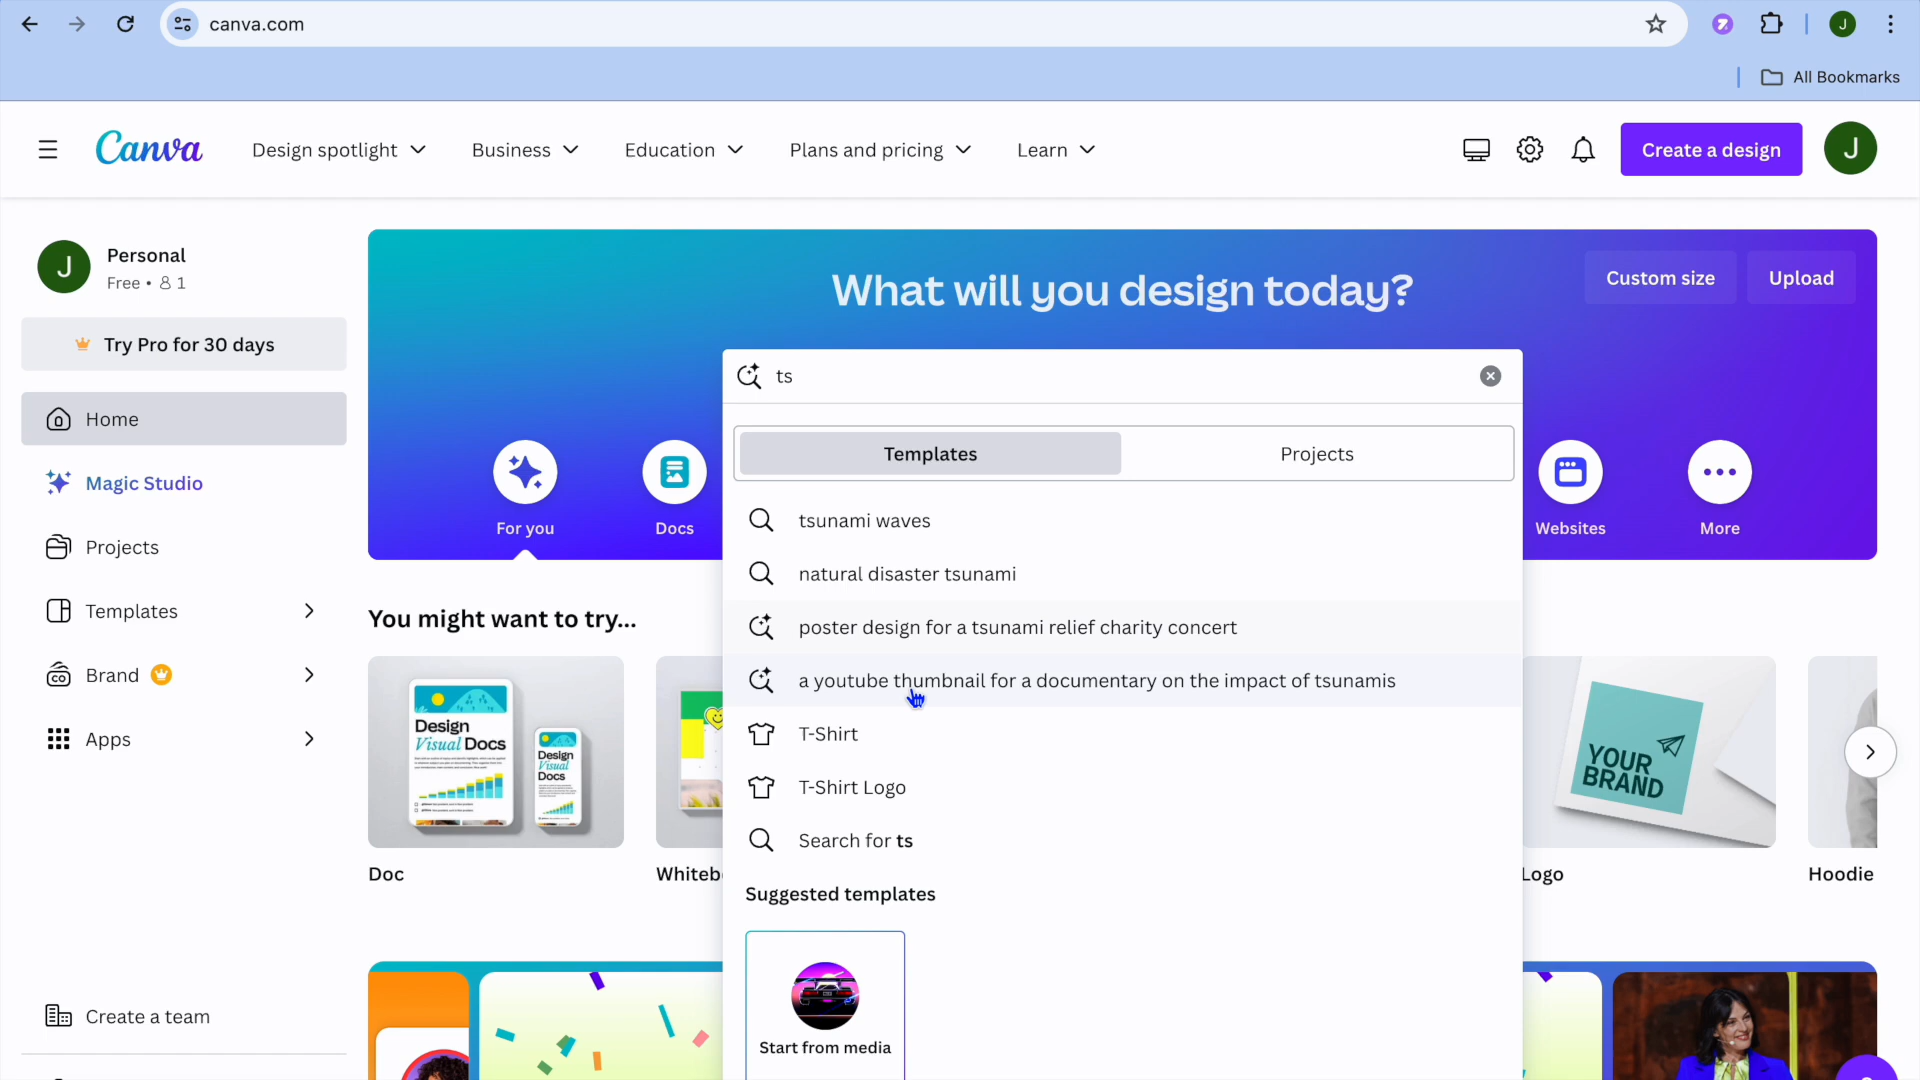 canva.com
J
All Bookmarks
Canva
Design spotlight
Business
Education
Plans and pricing
Learn
Create a design
J
J
Personal
Free • 1
Try Pro for 30 days
Home
Magic Studio
Projects
Templates
Brand
Apps
Create a team
What will you design today?
Custom size
Upload
ts
Templates
Projects
For you
Docs
Websites
More
tsunami waves
natural disaster tsunami
poster design for a tsunami relief charity concert
a youtube thumbnail for a documentary on the impact of tsunamis
T-Shirt
T-Shirt Logo
Search for ts
Suggested templates
Start from media
You might want to try...
Design
Visual Docs
Design
Visual
Docs
YOUR
BRAND
Doc
Whiteb
Logo
Hoodie